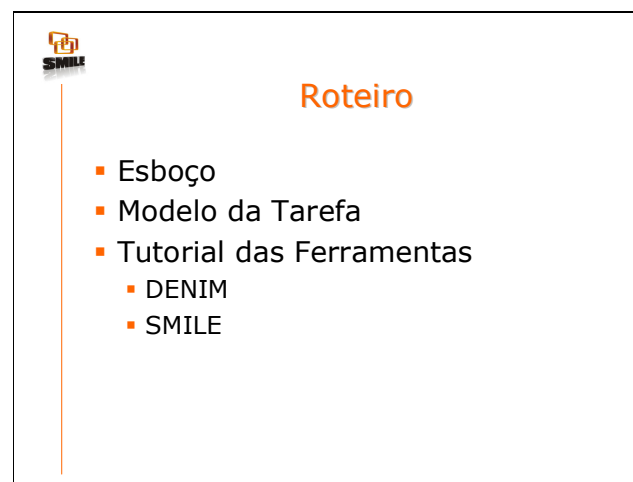 SMILE
Roteiro
Esboço
Modelo da Tarefa
Tutorial das Ferramentas
DENIM
SMILE